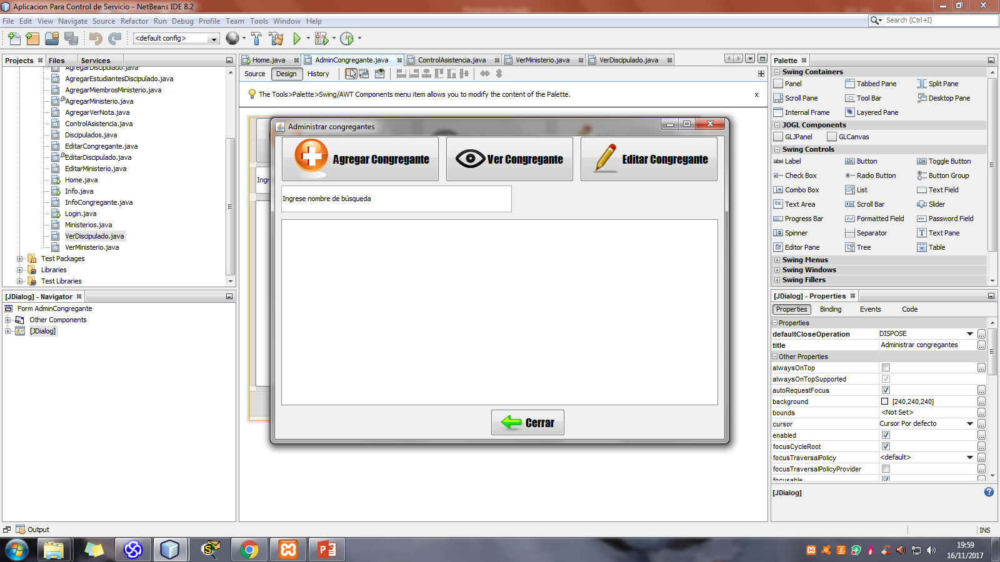 Aplicacion Para Control de Servicio - NetBeans IDE 8.2
File Edit View Navigate Source Refactor Run Debug Profile Team Tools Window Help
Search (Ctrl+I)
<default config>
Projects Files Services
AgregarDiscipulado.java
AgregarEstudiantesDiscipulado.java
AgregarMiembrosMinisterio.java
AgregarMinisterio.java
AgregarVerNota.java
ControlAsistencia.java
Discipulados.java
EditarCongregante.java
EditarDiscipulado.java
EditarMinisterio.java
Home.java
Info.java
InfoCongregante.java
Login.java
Ministerios.java
VerDiscipulado.java
VerMinisterio.java
Test Packages
Libraries
Test Libraries
[JDialog] - Navigator
Form AdminCongregante
Other Components
[JDialog]
Home.java AdminCongregante.java ControlAsistencia.java VerMinisterio.java VerDiscipulado.java
Source Design History
The Tools>Palette>Swing/AWT Components menu item allows you to modify the content of the Palette.
x
Ingr
Administrar congregantes
Agregar Congregante Ver Congregante Editar Congregante
Ingrese nombre de búsqueda
Cerrar
Palette
Swing Containers
Panel Tabbed Pane Split Pane
Scroll Pane Tool Bar Desktop Pane
Internal Frame Layered Pane
JOGL Components
GLJPanel GLCanvas
Swing Controls
label Label OK Button ON Toggle Button
Check Box Radio Button Button Group
Combo Box List Text Field
Text Area Scroll Bar Slider
Progress Bar Formatted Field Password Field
Spinner Separator Text Pane
Editor Pane Tree Table
Swing Menus
Swing Windows
Swing Fillers
[JDialog] - Properties
Properties Binding Events Code
Properties
defaultCloseOperation DISPOSE
title Administrar congregantes
Other Properties
alwaysOnTop
alwaysOnTopSupported
autoRequestFocus
background [240,240,240]
bounds <Not Set>
cursor Cursor Por defecto
enabled
focusCycleRoot
focusTraversalPolicy <default>
focusTraversalPolicyProvider
focusable
[JDialog]
Output
INS
19:59
16/11/2017